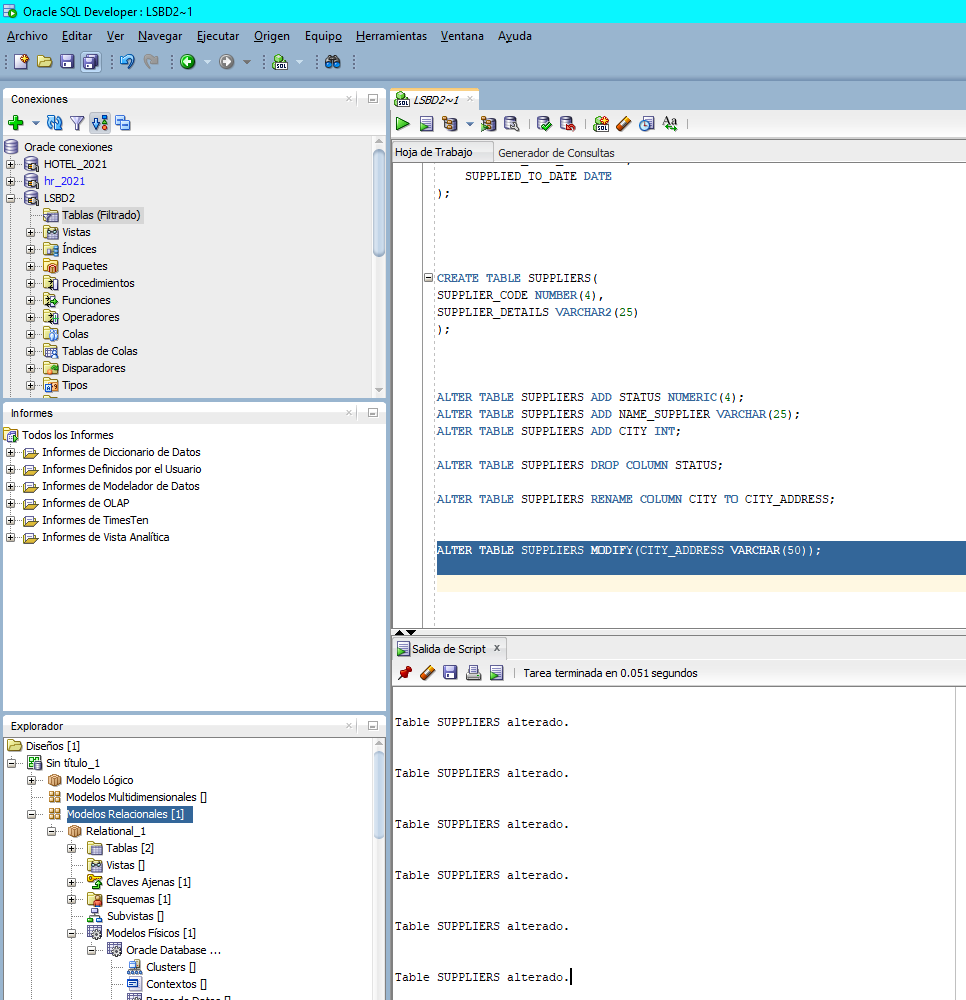 Oracle SQL Developer : LSBD2~1
Archivo Editar Ver Navegar Ejecutar Origen Equipo Herramientas Ventana Ayuda
Conexiones
Oracle conexiones
HOTEL_2021
hr_2021
LSBD2
Tablas (Filtrado)
Vistas
Índices
Paquetes
Procedimientos
Funciones
Operadores
Colas
Tablas de Colas
Disparadores
Tipos
Informes
Todos los Informes
Informes de Diccionario de Datos
Informes Definidos por el Usuario
Informes de Modelador de Datos
Informes de OLAP
Informes de TimesTen
Informes de Vista Analítica
Explorador
Diseños [1]
Sin título_1
Modelo Lógico
Modelos Multidimensionales []
Modelos Relacionales [1]
Relational_1
Tablas [2]
Vistas []
Claves Ajenas [1]
Esquemas [1]
Subvistas []
Modelos Físicos [1]
Oracle Database ...
Clusters []
Contextos []
LSBD2~1
Hoja de Trabajo Generador de Consultas
SUPPLIED_TO_DATE DATE
);
CREATE TABLE SUPPLIERS(
SUPPLIER_CODE NUMBER(4),
SUPPLIER_DETAILS VARCHAR2(25)
);
ALTER TABLE SUPPLIERS ADD STATUS NUMERIC(4);
ALTER TABLE SUPPLIERS ADD NAME_SUPPLIER VARCHAR(25);
ALTER TABLE SUPPLIERS ADD CITY INT;
ALTER TABLE SUPPLIERS DROP COLUMN STATUS;
ALTER TABLE SUPPLIERS RENAME COLUMN CITY TO CITY_ADDRESS;
ALTER TABLE SUPPLIERS MODIFY(CITY_ADDRESS VARCHAR(50));
Salida de Script
Tarea terminada en 0.051 segundos
Table SUPPLIERS alterado.
Table SUPPLIERS alterado.
Table SUPPLIERS alterado.
Table SUPPLIERS alterado.
Table SUPPLIERS alterado.
Table SUPPLIERS alterado.